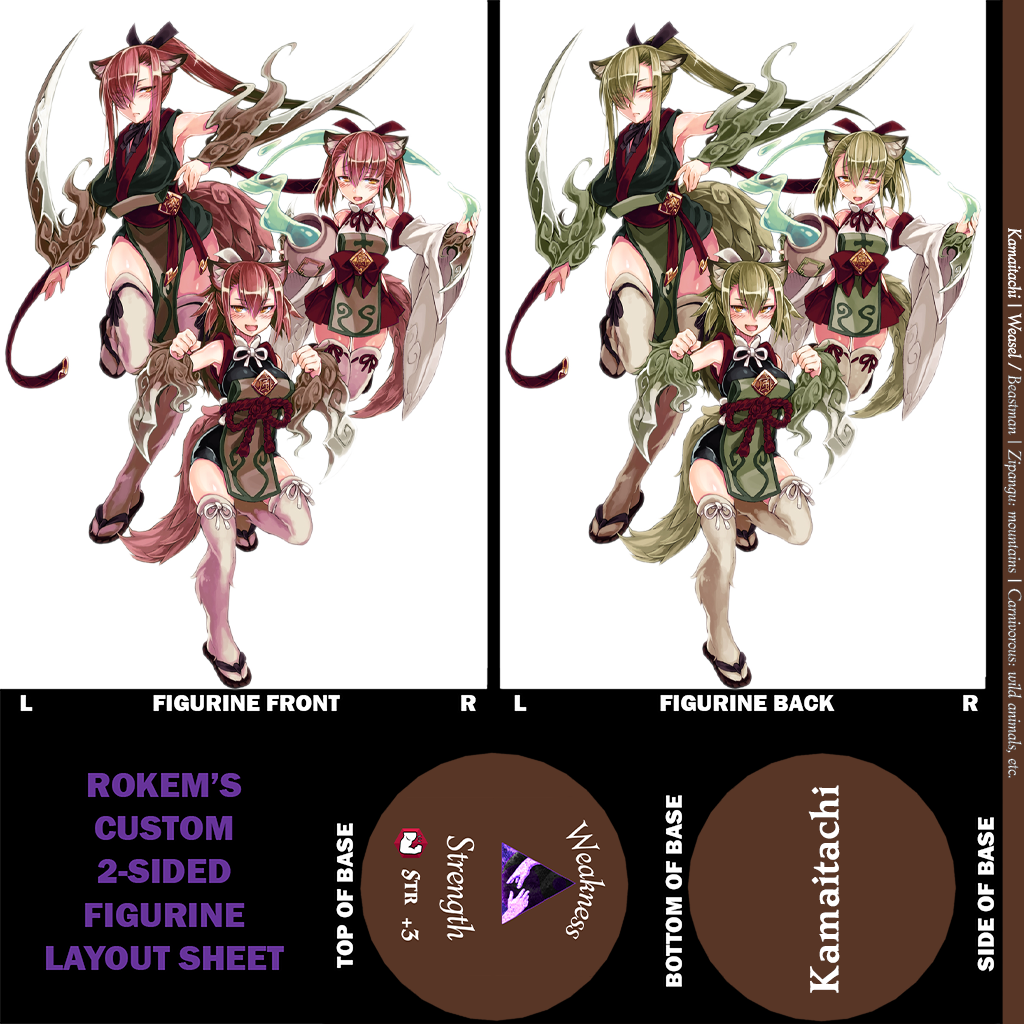 L FIGURINE FRONT R
L FIGURINE BACK R
Kamaitachi | Weasel / Beastman | Zipangu: mountains | Carnivorous: wild animals, etc.
ROKEM'S
CUSTOM
2-SIDED
FIGURINE
LAYOUT SHEET
TOP OF BASE
Weakness
Strength
STR +3
BOTTOM OF BASE
Kamaitachi
SIDE OF BASE